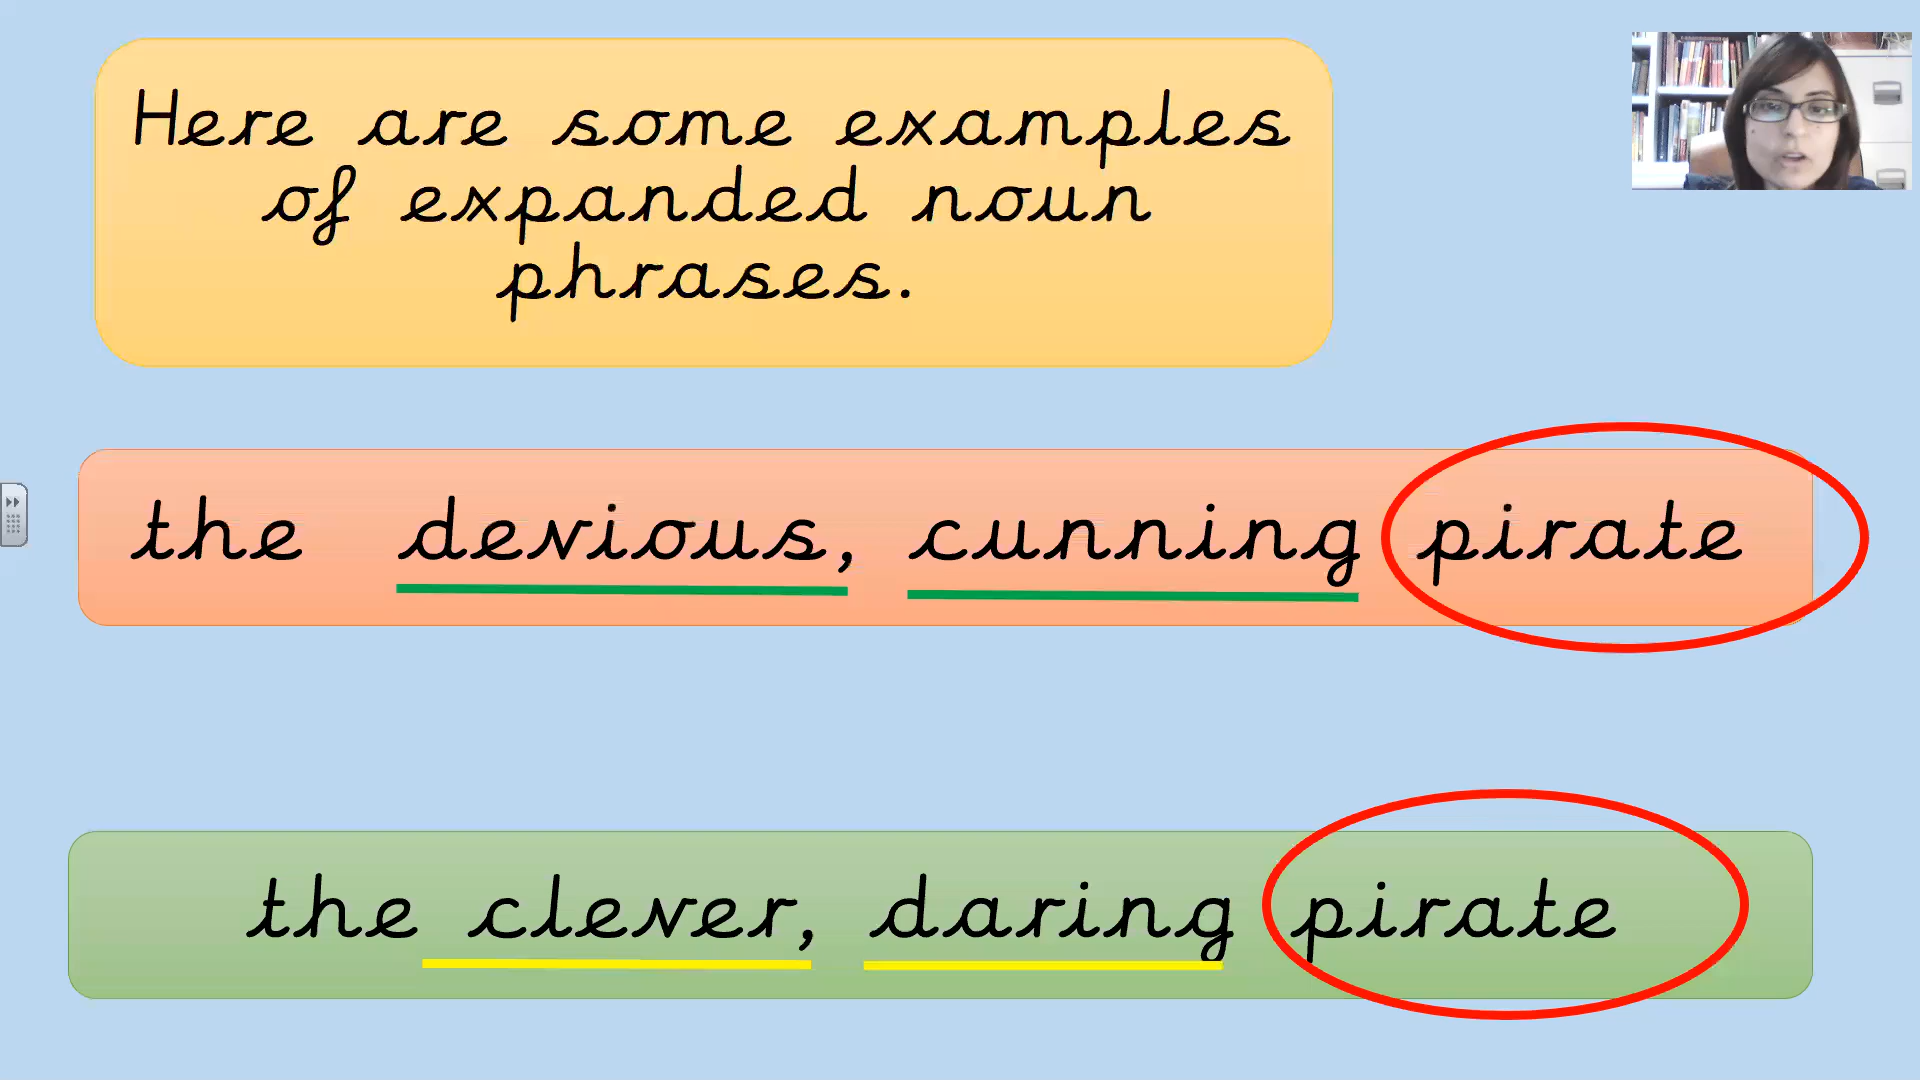 Here are some examples
of expanded noun
phrases.
the devious, cunning pirate
the clever, daring pirate